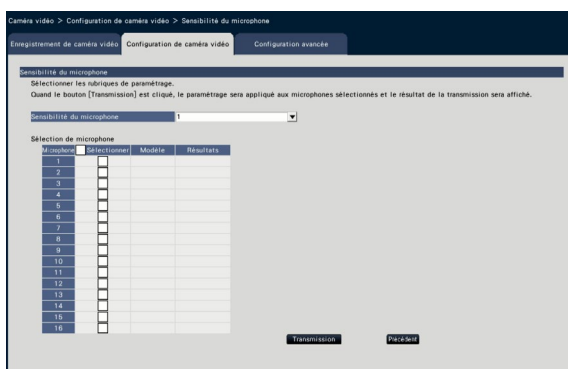 Caméra vidéo > Configuration de caméra vidéo > Sensibilité du microphone
Enregistrement de caméra vidéo Configuration de caméra vidéo Configuration avancée
Sensibilité du microphone
Sélectionner les rubriques de paramétrage.
Quand le bouton [Transmission] est cliqué, le paramétrage sera appliqué aux microphones sélectionnés et le résultat de la transmission sera affiché.
Sensibilité du microphone 1
Sélection de microphone
Microphone Sélectionner Modèle Résultats
1
2
3
4
5
6
7
8
9
10
11
12
13
14
15
16
Transmission Précédent